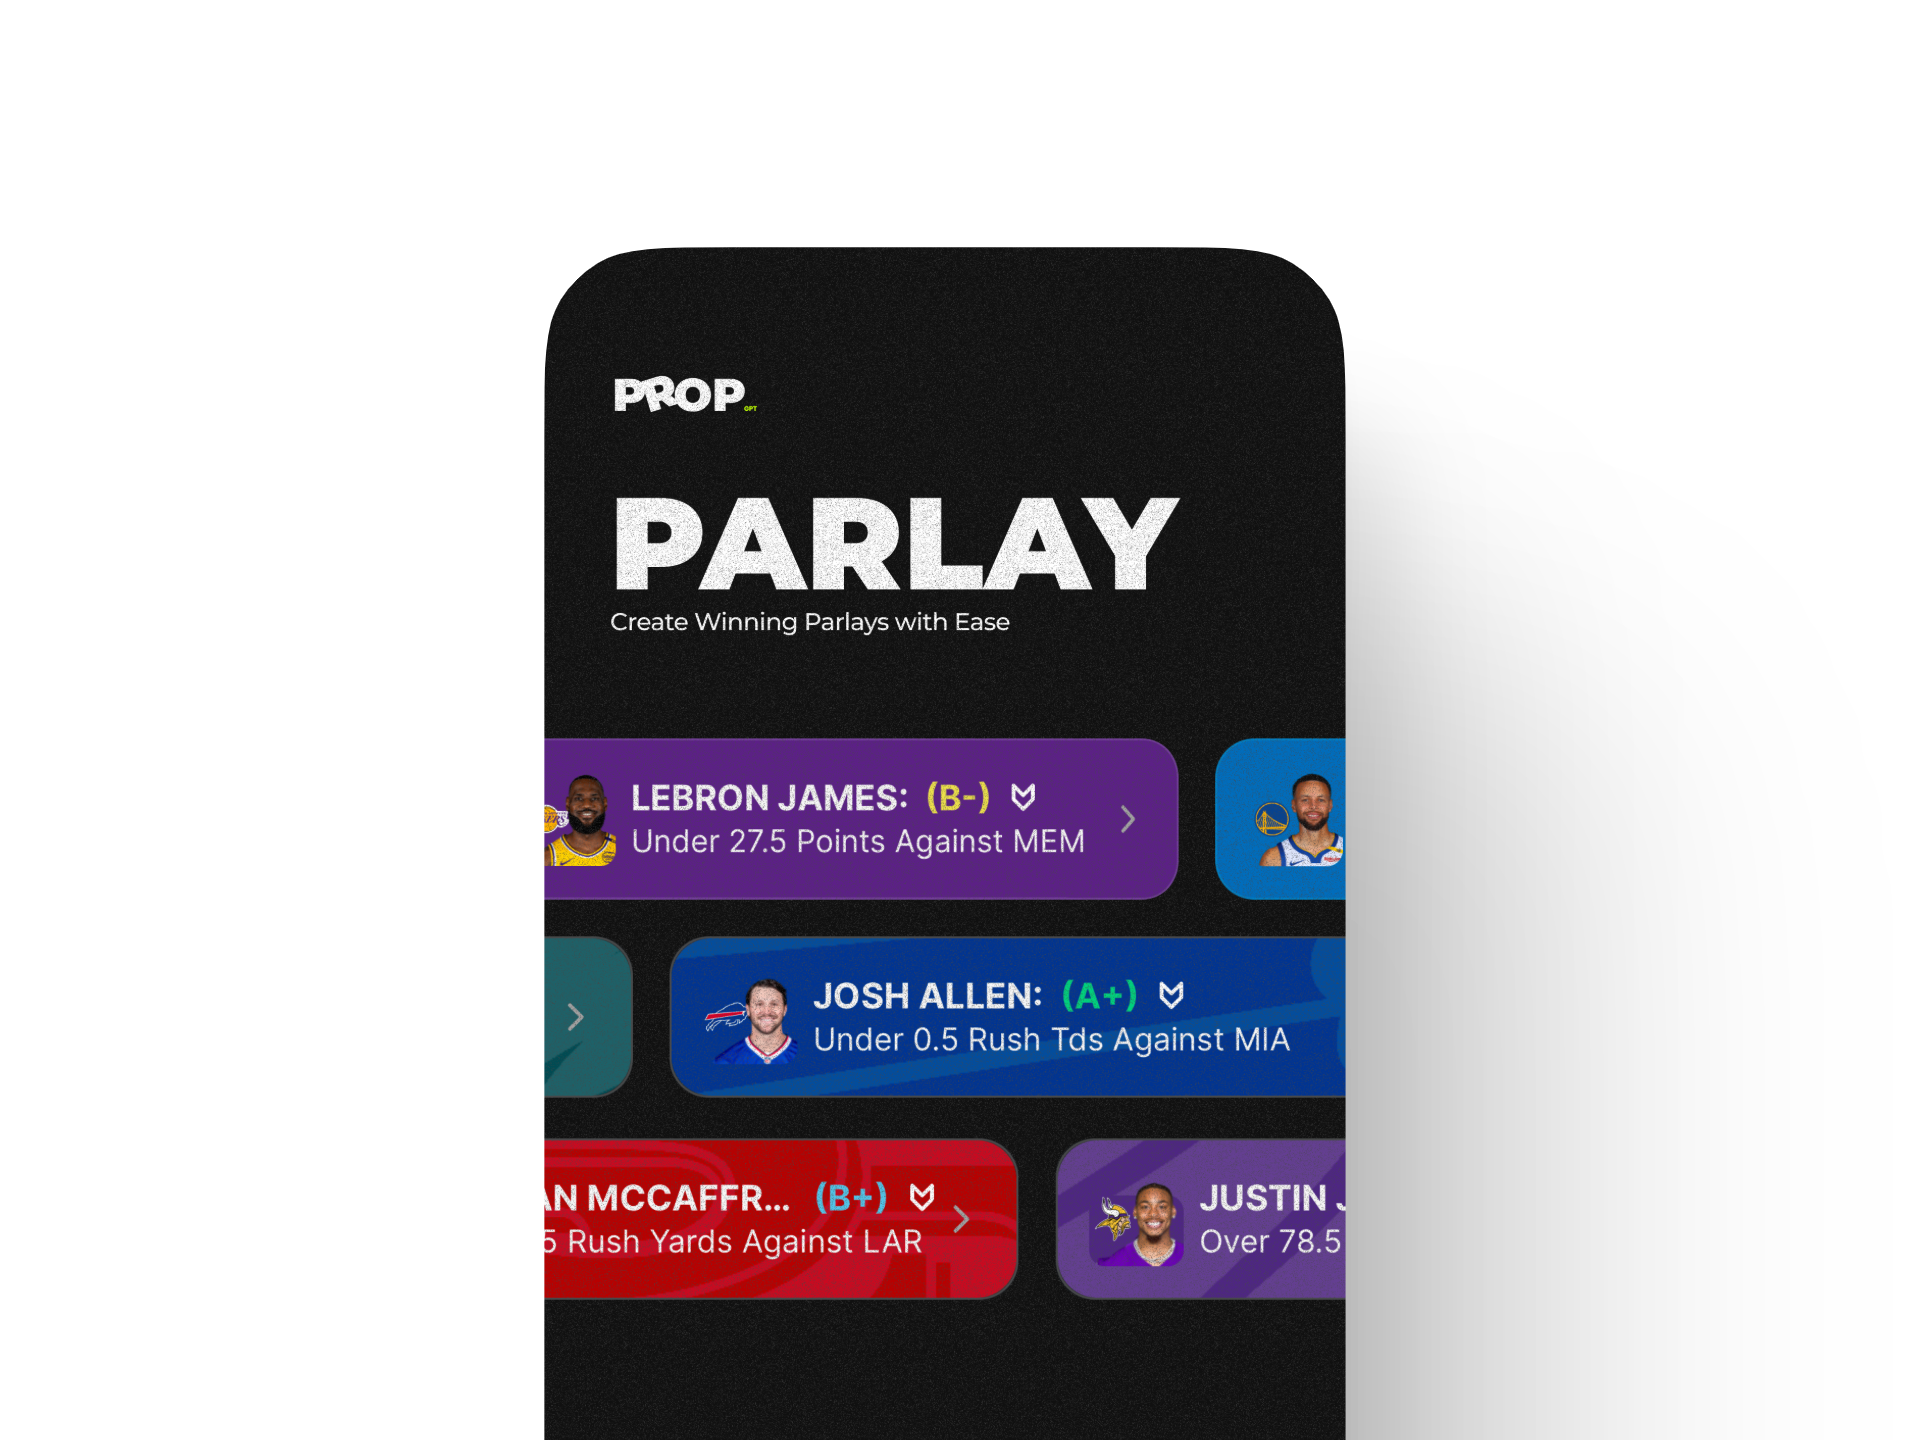 PROP
GPT
PARLAY
Create Winning Parlays with Ease
LEBRON JAMES: (B-)
Under 27.5 Points Against MEM
JOSH ALLEN: (A+)
Under 0.5 Rush Tds Against MIA
AN MCCAFFR... (B+)
5 Rush Yards Against LAR
JUSTIN J
Over 78.5